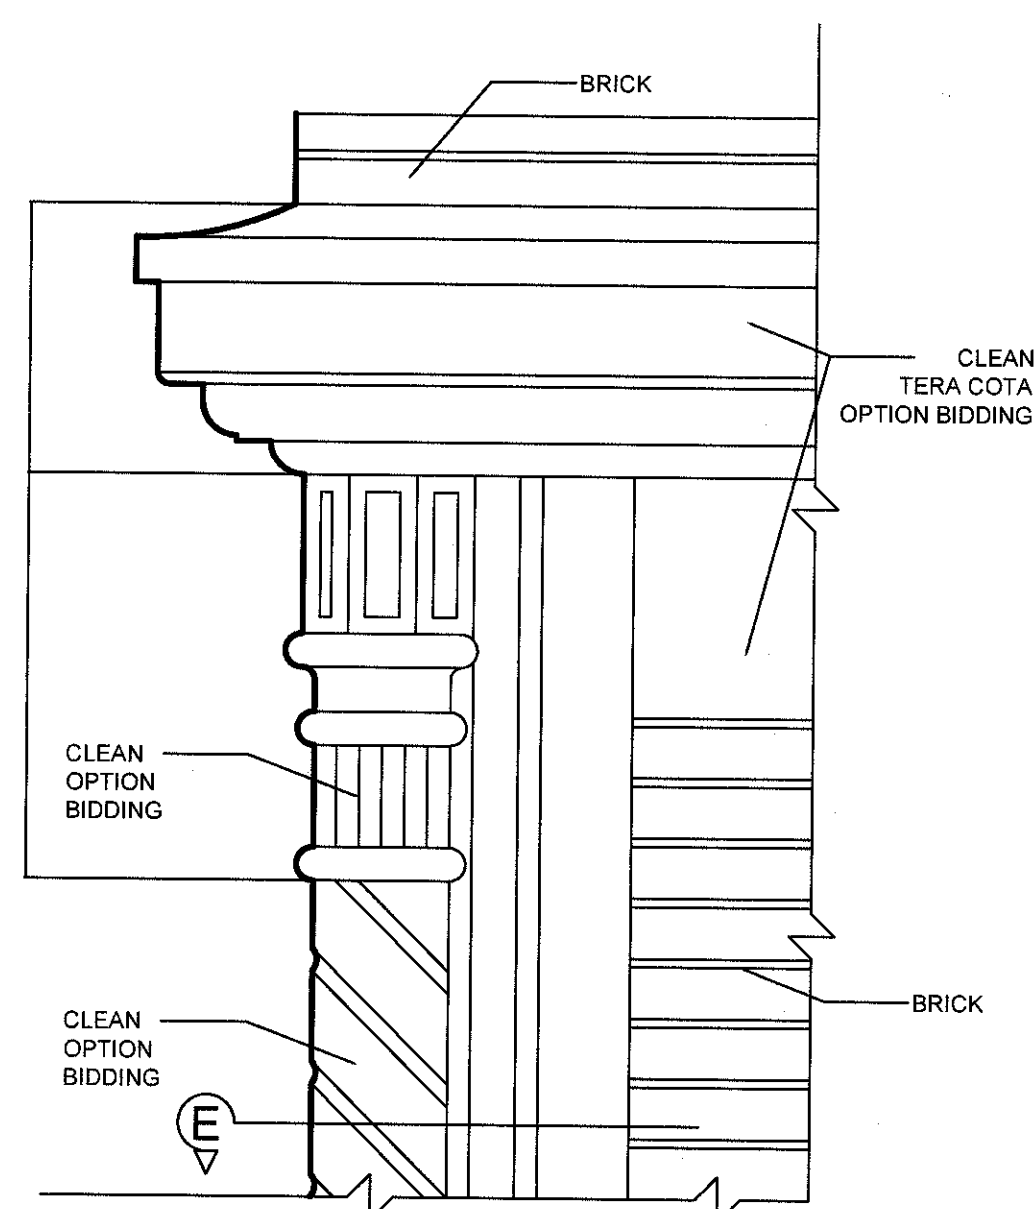 BRICK
CLEAN
TERA COTA
OPTION BIDDING
CLEAN
OPTION
BIDDING
BRICK
CLEAN
OPTION
BIDDING
E